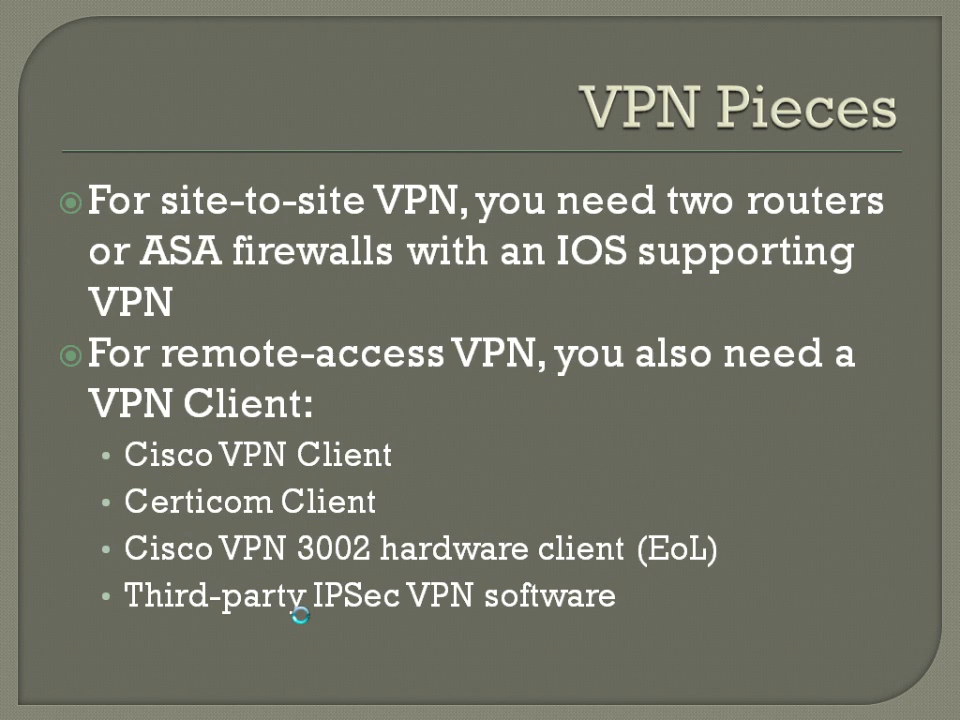 VPN Pieces
For site-to-site VPN, you need two routers
or ASA firewalls with an IOS supporting
VPN
For remote-access VPN, you also need a
VPN Client:
• Cisco VPN Client
• Certicom Client
• Cisco VPN 3002 hardware client (EoL)
• Third-party IPSec VPN software